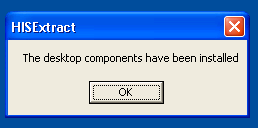 HISExtract
The desktop components have been installed
OK